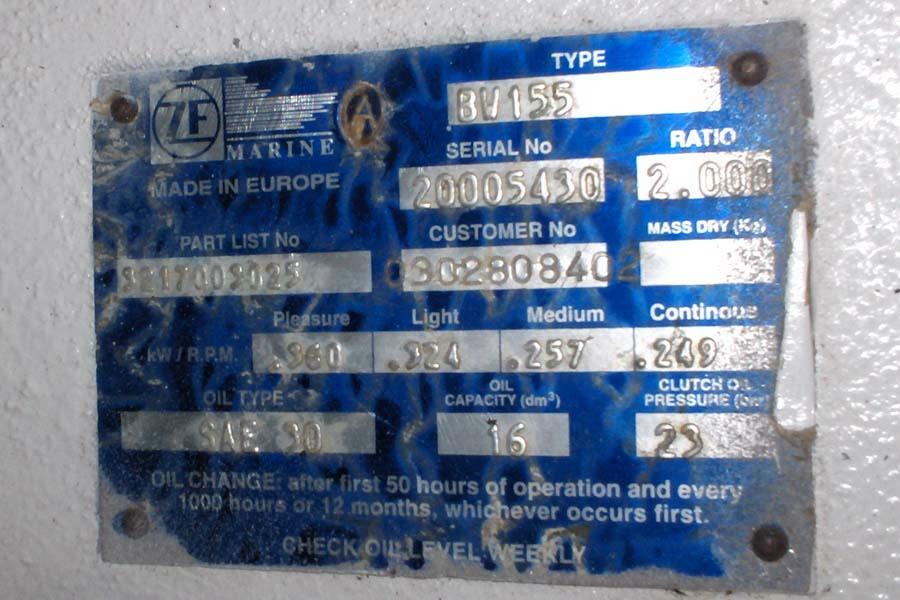 TYPE
ZF
MARINE
A
BW155
SERIAL No
RATIO
MADE IN EUROPE
20005430
2.000
PART LIST No
CUSTOMER No
MASS DRY (Kg)
3217003025
0302808402
Pleasure Light Medium Continous
kW / R.P.M. .360 .324 .257 .249
OIL TYPE
OIL
CAPACITY (dm³)
CLUTCH OIL
PRESSURE (bar)
SAE 30
16
23
OIL CHANGE: after first 50 hours of operation and every
1000 hours or 12 months, whichever occurs first.
CHECK OIL LEVEL WEEKLY